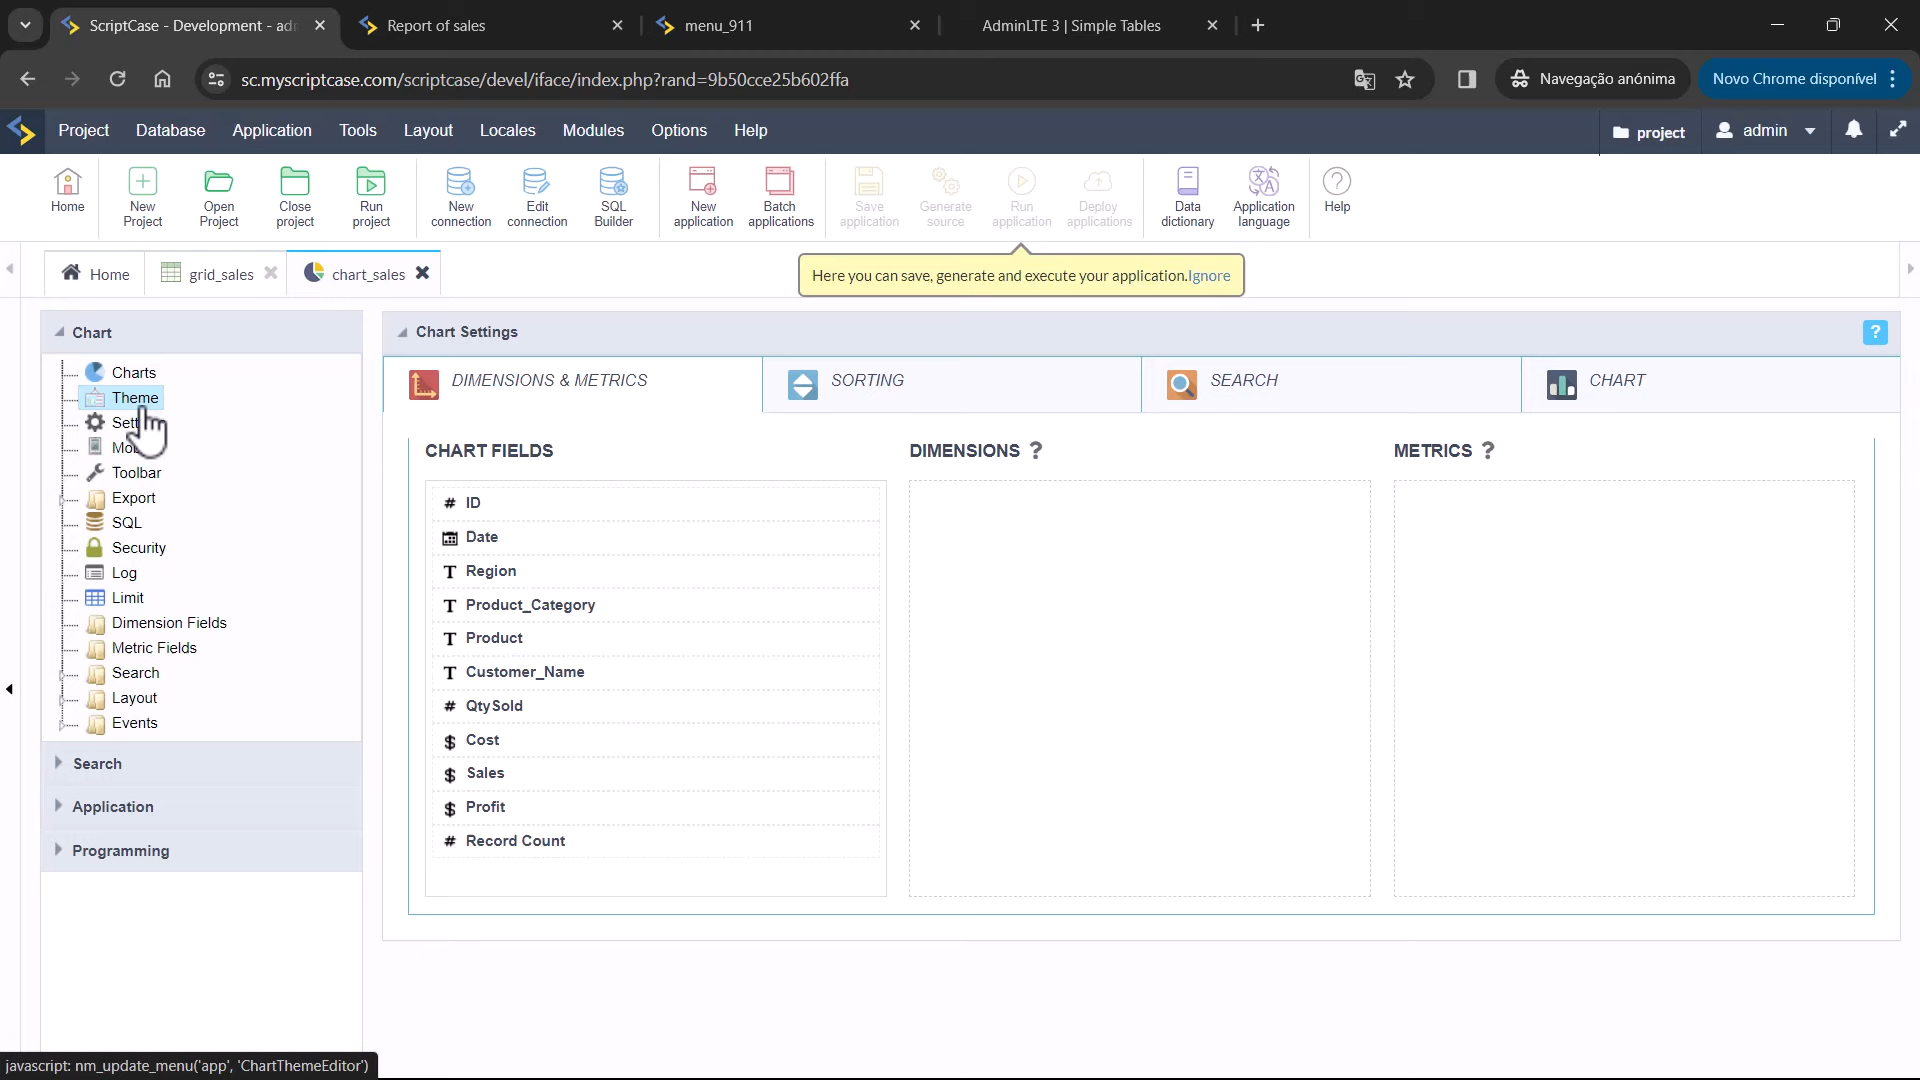 ScriptCase - Development - adm
Report of sales
menu_911
AdminLTE 3 | Simple Tables
sc.myscriptcase.com/scriptcase/devel/iface/index.php?rand=9b50cce25b602ffa
Navegação anónima
Novo Chrome disponível
Project
Database
Application
Tools
Layout
Locales
Modules
Options
Help
project
admin
Home
New
Project
Open
Project
Close
project
Run
project
New
connection
Edit
connection
SQL
Builder
New
application
Batch
applications
Save
application
Generate
source
Run
application
Deploy
applications
Data
dictionary
Application
language
Help
Home
grid_sales
chart_sales
Here you can save, generate and execute your application.Ignore
Chart
Charts
Theme
Toolbar
Export
SQL
Security
Log
Limit
Dimension Fields
Metric Fields
Search
Layout
Events
Search
Application
Programming
Chart Settings
?
DIMENSIONS & METRICS
SORTING
SEARCH
CHART
CHART FIELDS
DIMENSIONS ?
METRICS ?
# ID
Date
T Region
T Product_Category
T Product
T Customer_Name
# QtySold
$ Cost
$ Sales
$ Profit
# Record Count
javascript: nm_update_menu('app', 'ChartThemeEditor')